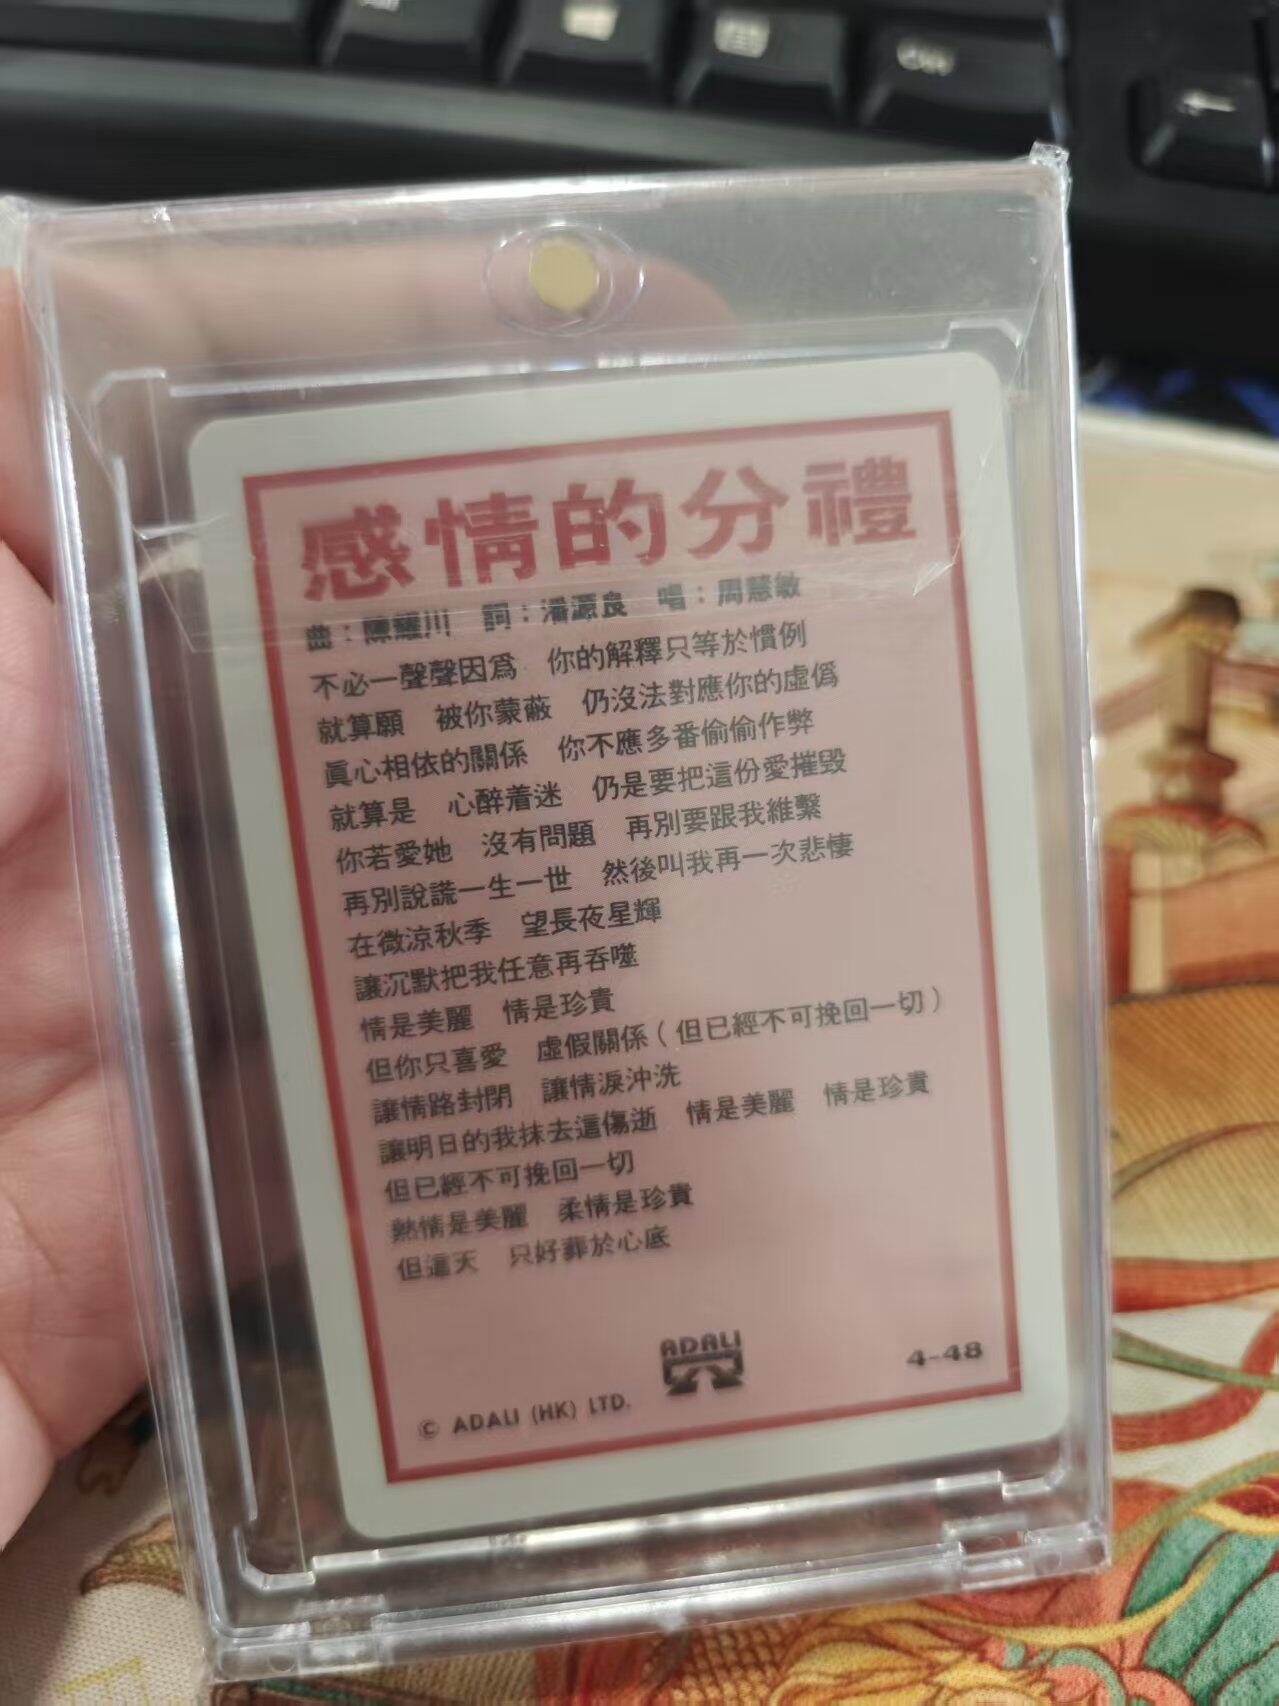 感情的分禮
曲：陳耀川　詞：潘源良　唱：周慧敏
不必一聲聲因爲　你的解釋只等於慣例
就算願　被你蒙蔽　仍沒法對應你的虛僞
眞心相依的關係　你不應多番偷偷作弊
就算是　心醉着迷　仍是要把這份愛摧毀
你若愛她　沒有問題　再別要跟我維繫
再別說謊一生一世　然後叫我再一次悲悽
在微涼秋季　望長夜星輝
讓沉默把我任意再吞噬
情是美麗　情是珍貴
但你只喜愛　虛假關係（但已經不可挽回一切）
讓情路封閉　讓情淚沖洗
讓明日的我抹去這傷逝　情是美麗　情是珍貴
但已經不可挽回一切
熱情是美麗　柔情是珍貴
但這天　只好葬於心底
ADALI
4-48
© ADALI (HK) LTD.
Ctrl